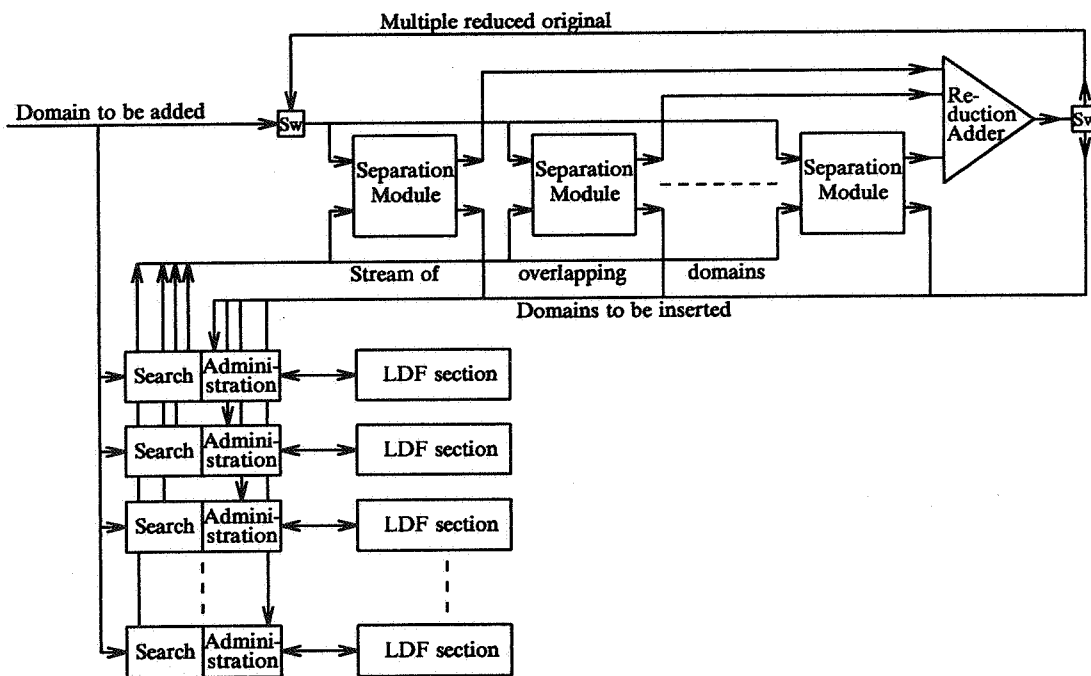 Multiple reduced original
Domain to be added
Sw
Re-
duction
Adder
Sw
Separation
Module
Separation
Module
Separation
Module
Stream of overlapping domains
Domains to be inserted
Search
Admini-
stration
LDF section
Search
Admini-
stration
LDF section
Search
Admini-
stration
LDF section
Search
Admini-
stration
LDF section